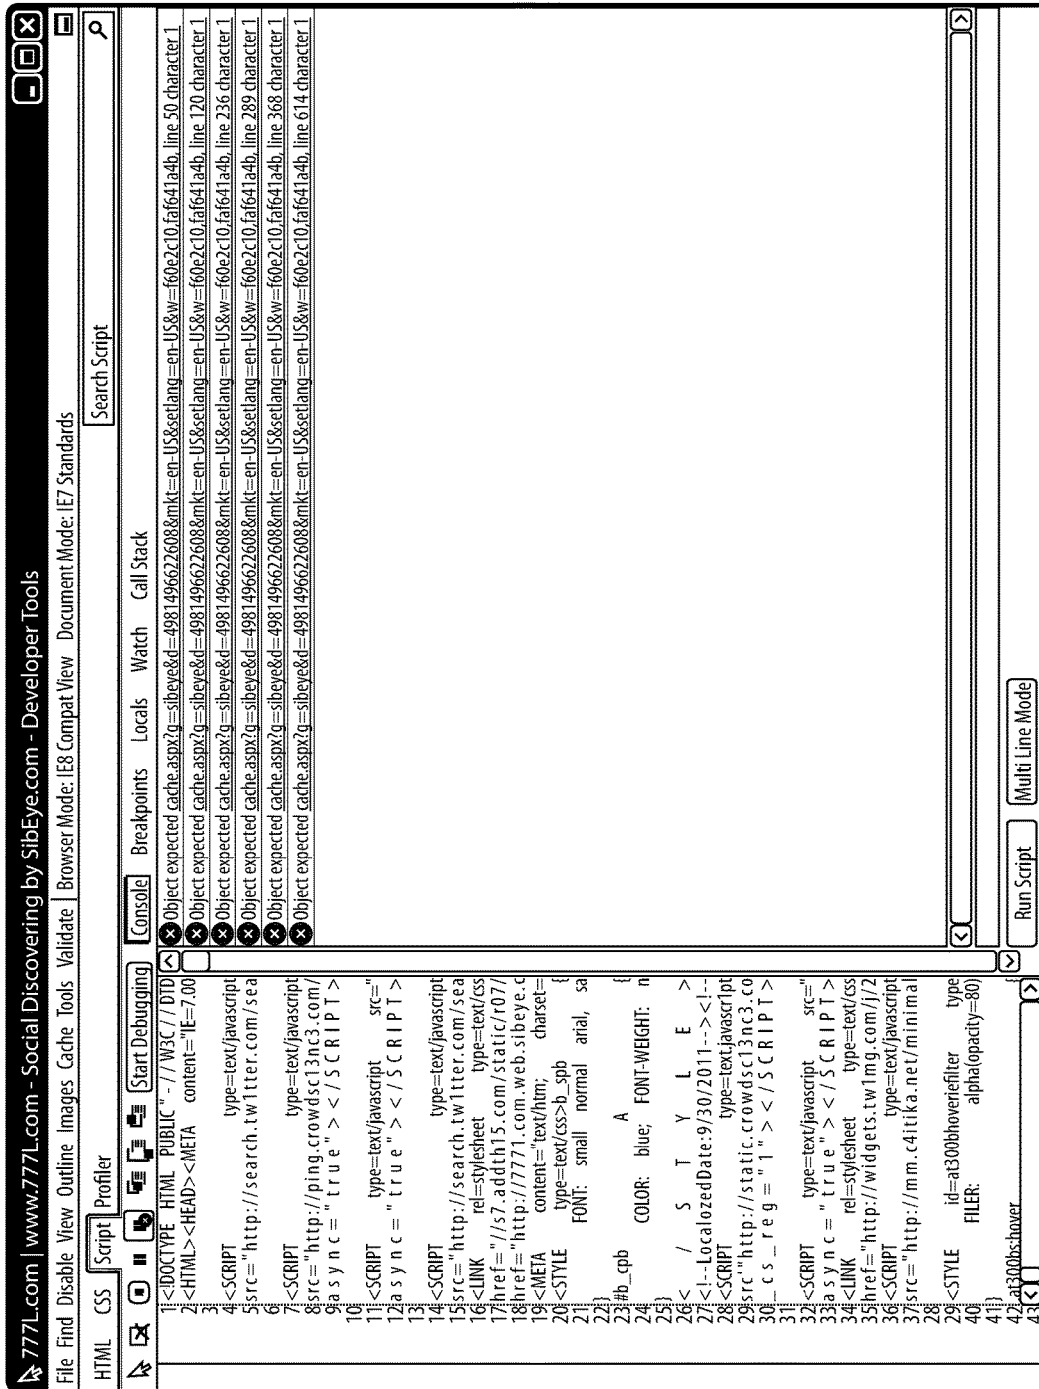 777L.com | www.777L.com - Social Discovering by SibEye.com - Developer Tools
File Find Disable View Outline Images Cache Tools Validate | Browser Mode: IE8 Compat View Document Mode: IE7 Standards
HTML CSS Script Profiler Search Script
Start Debugging Console Breakpoints Locals Watch Call Stack
1 <!DOCTYPE HTML PUBLIC "-//W3C//DTD
2 <HTML><HEAD><META content="IE=7.00
3
4 <SCRIPT type=text/javascript
5 src="http://search.tw1tter.com/sea
6
7 <SCRIPT type=text/javascript
8 src="http://ping.crowdsc13nc3.com/
9 async="true"></SCRIPT>
10
11 <SCRIPT type=text/javascript src="
12 async="true"></SCRIPT>
13
14 <SCRIPT type=text/javascript
15 src="http://search.tw1tter.com/sea
16 <LINK rel=stylesheet type=text/css
17 href="//s7.addth15.com/static/r07/
18 href="http://7771.com.web.sibeye.c
19 <META content="text/htm; charset=
20 <STYLE type=text/css>b_spb {
21 FONT: small normal arial, sa
22 }
23 #b_cpb A {
24 COLOR: blue; FONT-WEIGHT: n
25 }
26 </STYLE>
27 <!--LocalozedDate:9/30/2011--><!--
28 <SCRIPT type=text.javascr1pt
29 src"http://static.crowdsc13nc3.co
30 _cs_reg="1"></SCRIPT>
31
32 <SCRIPT type=text/javascript src="
33 async="true"></SCRIPT>
34 <LINK rel=stylesheet type=text/css
35 href="http://widgets.tw1mg.com/j/2
36 <SCRIPT type=text/javascript
37 src="http://mm.c4itika.net/minimal
28
29 <STYLE id=at300bhoverifilter type
40 FILER: alpha(opacity=80)
41 }
42 .at300bs:hover {
43
Object expected cache.aspx?g=sibeye&d=4981496622608&mkt=en-US&setlang=en-US&w=f60e2c10,faf641a4b, line 50 character 1
Object expected cache.aspx?g=sibeye&d=4981496622608&mkt=en-US&setlang=en-US&w=f60e2c10,faf641a4b, line 120 character 1
Object expected cache.aspx?g=sibeye&d=4981496622608&mkt=en-US&setlang=en-US&w=f60e2c10,faf641a4b, line 236 character 1
Object expected cache.aspx?g=sibeye&d=4981496622608&mkt=en-US&setlang=en-US&w=f60e2c10,faf641a4b, line 289 character 1
Object expected cache.aspx?g=sibeye&d=4981496622608&mkt=en-US&setlang=en-US&w=f60e2c10,faf641a4b, line 368 character 1
Object expected cache.aspx?g=sibeye&d=4981496622608&mkt=en-US&setlang=en-US&w=f60e2c10,faf641a4b, line 614 character 1
Run Script Multi Line Mode